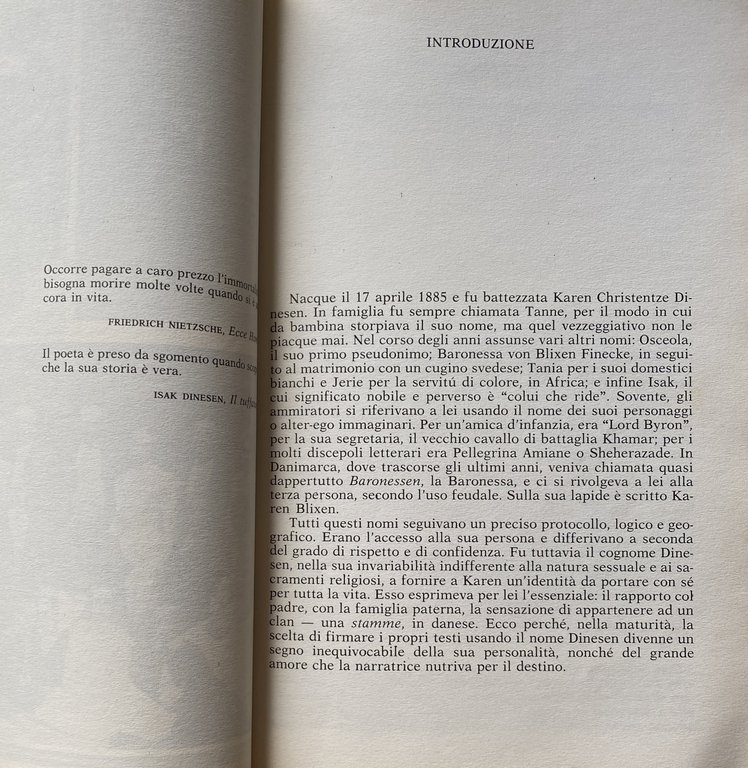 Occorre pagare a caro prezzo
bisogna morire molte volte quando si è
cora in vita.
FRIEDRICH NIETZSCHE, Ecce
Il poeta è preso da sgomento quando
che la sua storia è vera.
ISAK DINESEN, Il
INTRODUZIONE
Nacque il 17 aprile 1885 e fu battezzata Karen Christentze Di-
nesen. In famiglia fu sempre chiamata Tanne, per il modo in cui
da bambina storpiava il suo nome, ma quel vezzeggiativo non le
piacque mai. Nel corso degli anni assunse vari altri nomi: Osceola,
il suo primo pseudonimo; Baronessa von Blixen Finecke, in segui-
to al matrimonio con un cugino svedese; Tania per i suoi domestici
bianchi e Jerie per la servitú di colore, in Africa; e infine Isak, il
cui significato nobile e perverso è “colui che ride”. Sovente, gli
ammiratori si riferivano a lei usando il nome dei suoi personaggi
o alter-ego immaginari. Per un'amica d'infanzia, era “Lord Byron”,
per la sua segretaria, il vecchio cavallo di battaglia Khamar; per i
molti discepoli letterari era Pellegrina Amiane o Sheherazade. In
Danimarca, dove trascorse gli ultimi anni, veniva chiamata quasi
dappertutto Baronessen, la Baronessa, e ci si rivolgeva a lei alla
terza persona, secondo l'uso feudale. Sulla sua lapide è scritto Ka-
ren Blixen.
Tutti questi nomi seguivano un preciso protocollo, logico e geo-
grafico. Erano l'accesso alla sua persona e differivano a seconda
del grado di rispetto e di confidenza. Fu tuttavia il cognome Dine-
sen, nella sua invariabilità indifferente alla natura sessuale e ai sa-
cramenti religiosi, a fornire a Karen un'identità da portare con sé
per tutta la vita. Esso esprimeva per lei l'essenziale: il rapporto col
padre, con la famiglia paterna, la sensazione di appartenere ad un
clan — una stamme, in danese. Ecco perché, nella maturità, la
scelta di firmare i propri testi usando il nome Dinesen divenne un
segno inequivocabile della sua personalità, nonché del grande
amore che la narratrice nutriva per il destino.